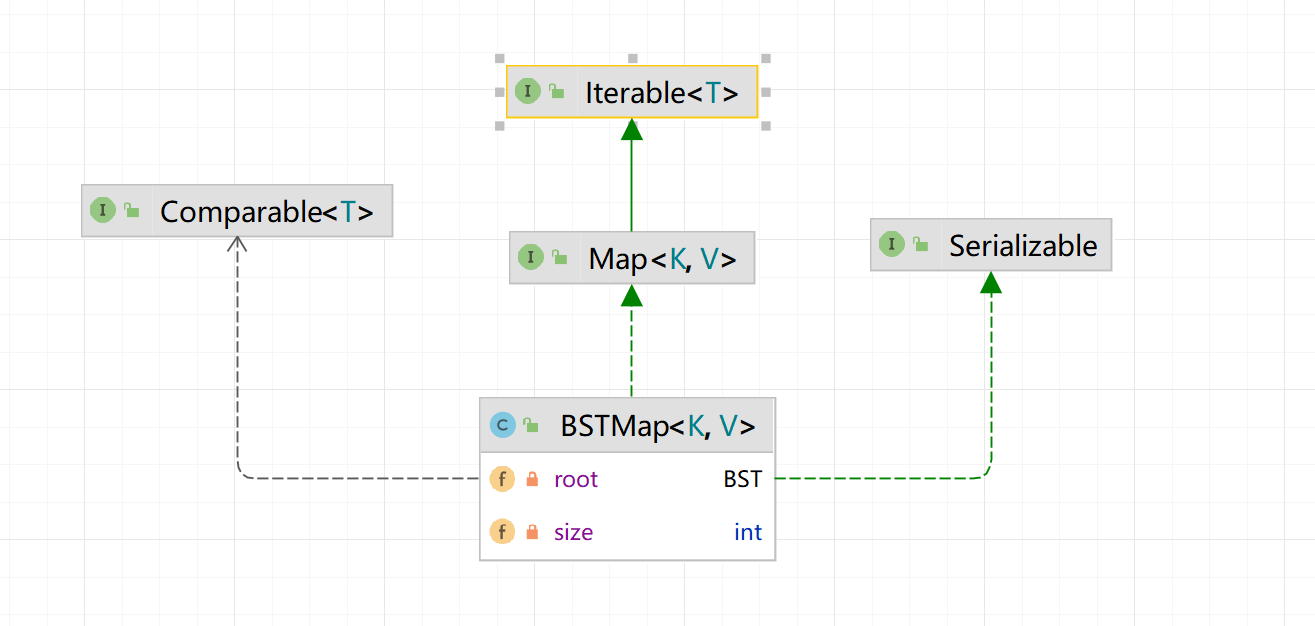 I Iterable<T>
I Comparable<T>
I Map<K, V>
I Serializable
C BSTMap<K, V>
f root BST
f size int